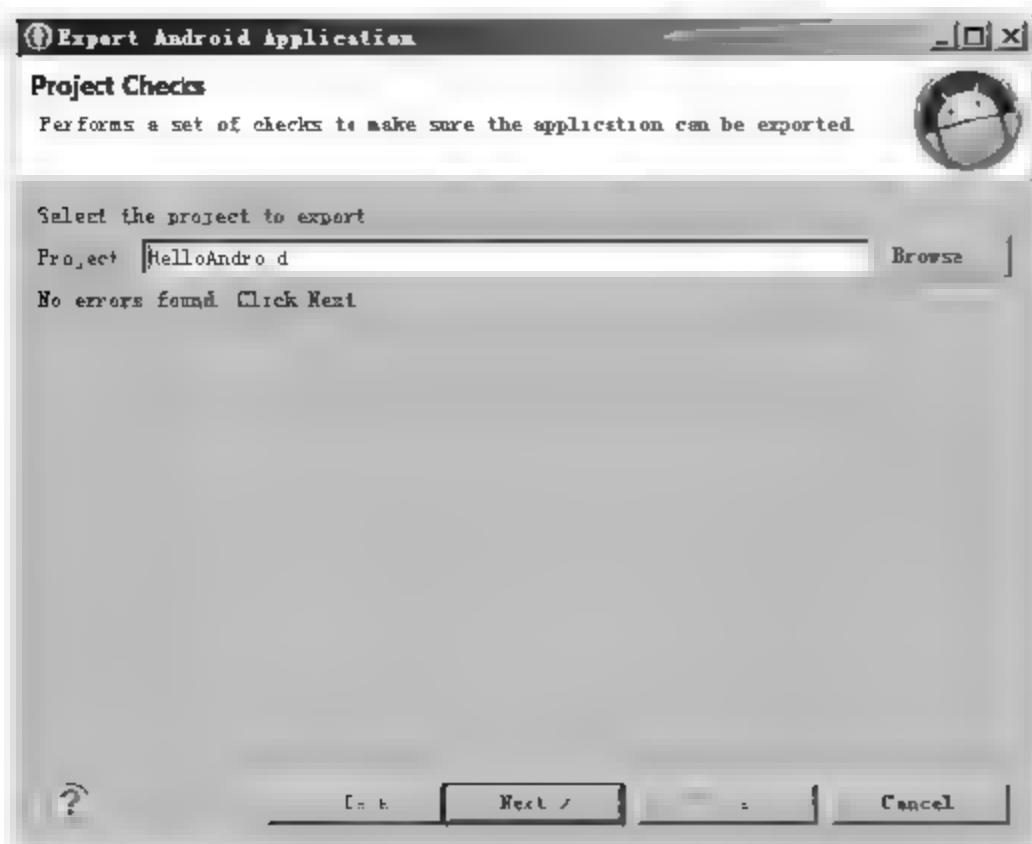 Export Android Application
Project Checks
Performs a set of checks to make sure the application can be exported
Select the project to export
Project HelloAndroid Browse
No errors found Click Next
? Next > Cancel